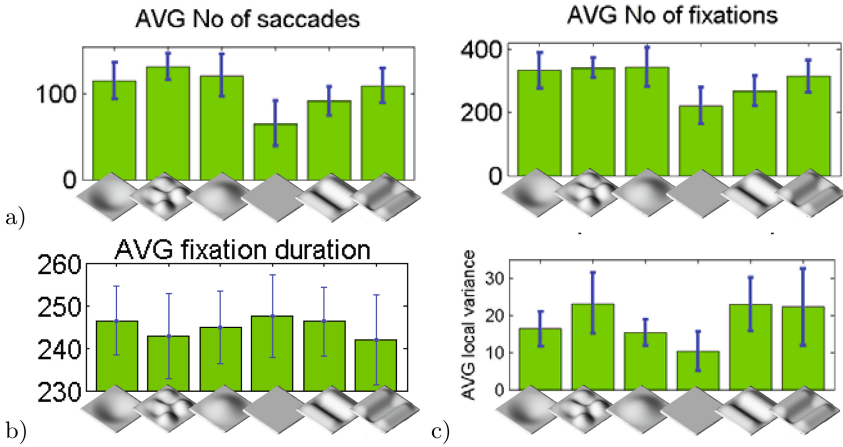 AVG No of saccades
100
0
a)
AVG No of fixations
400
200
0
AVG fixation duration
260
250
240
230
b)
AVG local variance
30
20
10
0
c)